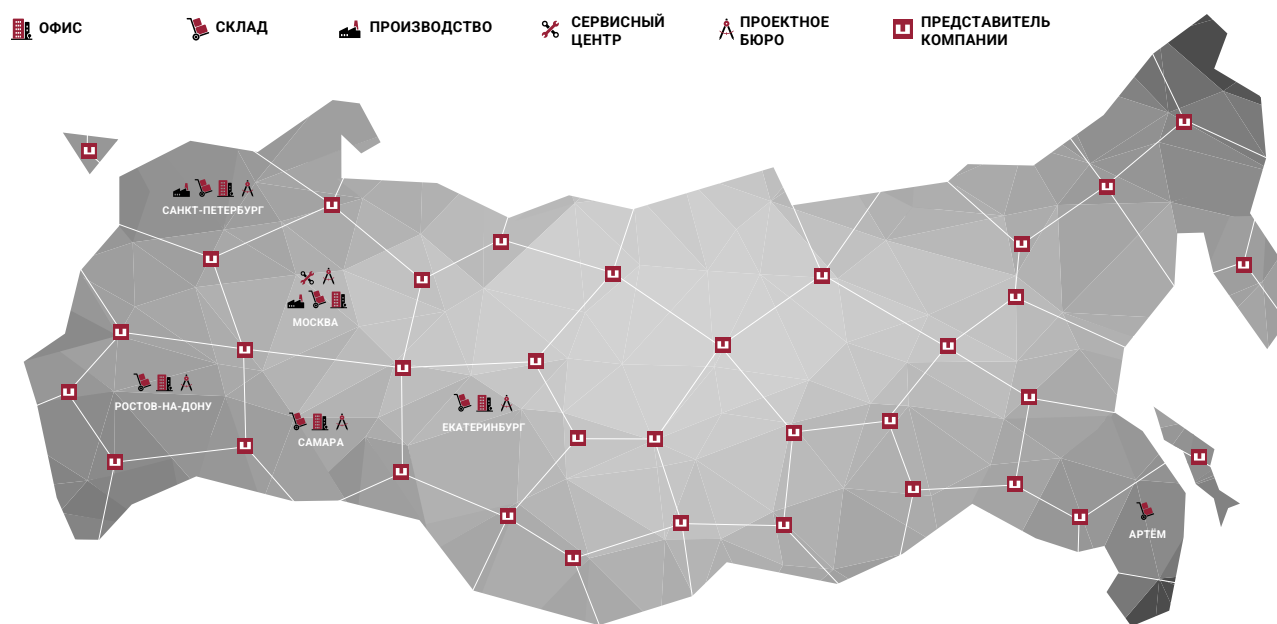 ОФИС
СКЛАД
ПРОИЗВОДСТВО
СЕРВИСНЫЙ
ЦЕНТР
ПРОЕКТНОЕ
БЮРО
ПРЕДСТАВИТЕЛЬ
КОМПАНИИ
САНКТ-ПЕТЕРБУРГ
МОСКВА
РОСТОВ-НА-ДОНУ
САМАРА
ЕКАТЕРИНБУРГ
АРТЁМ